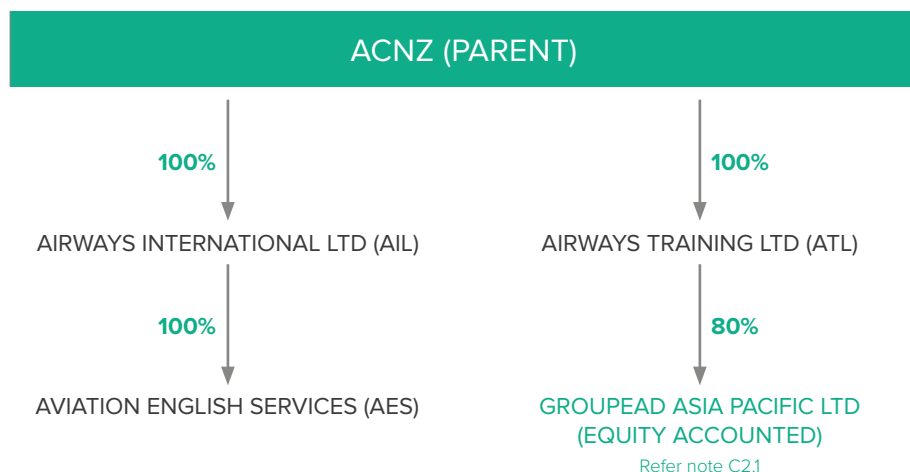 ACNZ (PARENT)
100%
100%
AIRWAYS INTERNATIONAL LTD (AIL)
AIRWAYS TRAINING LTD (ATL)
100%
80%
AVIATION ENGLISH SERVICES (AES)
GROUPEAD ASIA PACIFIC LTD
(EQUITY ACCOUNTED)
Refer note C2.1